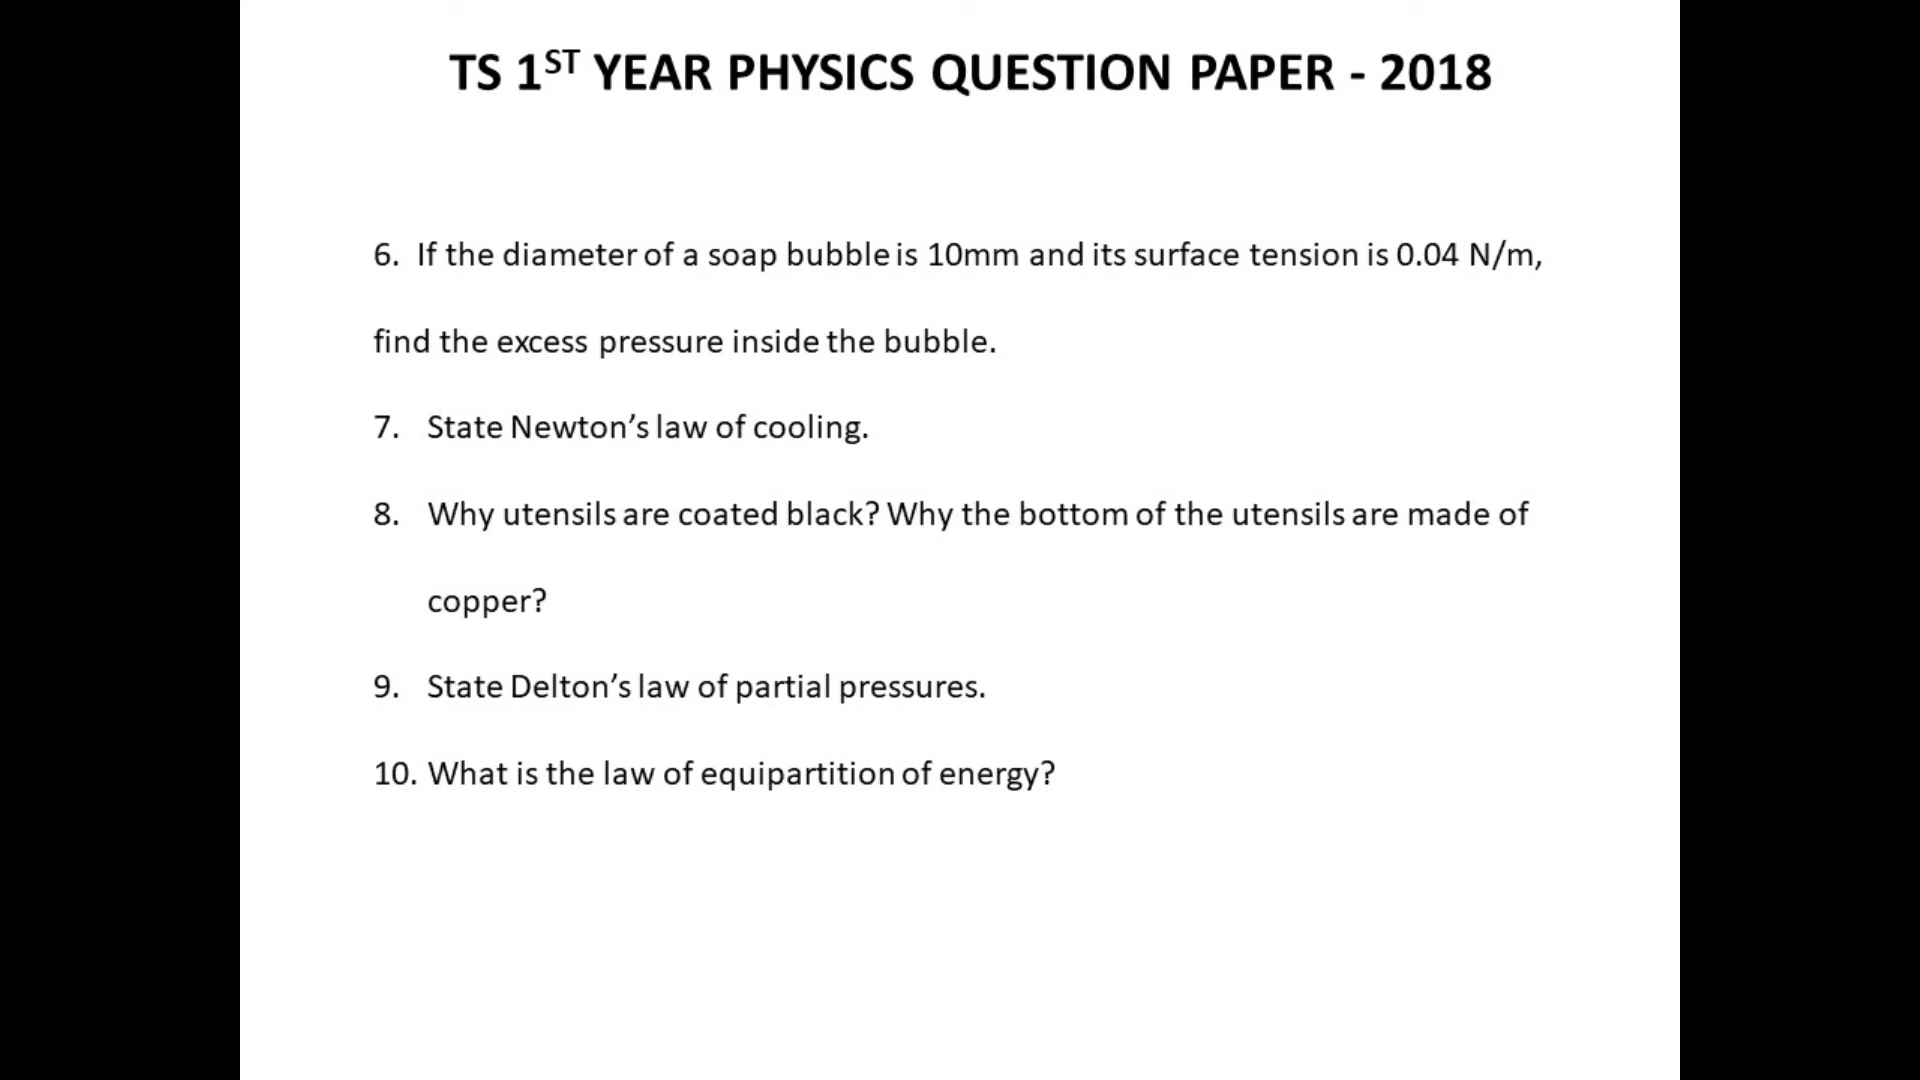 TS 1ST YEAR PHYSICS QUESTION PAPER - 2018
6. If the diameter of a soap bubble is 10mm and its surface tension is 0.04 N/m,
find the excess pressure inside the bubble.
7. State Newton’s law of cooling.
8. Why utensils are coated black? Why the bottom of the utensils are made of
copper?
9. State Delton’s law of partial pressures.
10. What is the law of equipartition of energy?